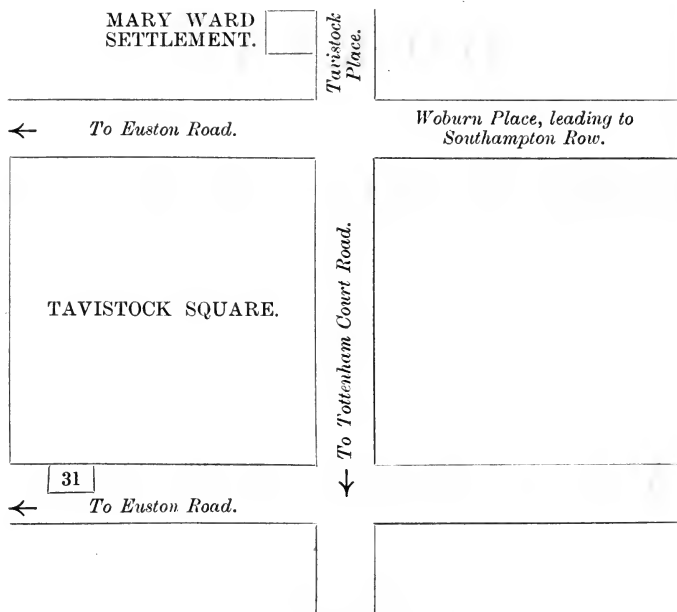 MARY WARD
SETTLEMENT.
Tavistock
Place.
To Euston Road.
Woburn Place, leading to
Southampton Row.
TAVISTOCK SQUARE.
To Tottenham Court Road.
31
To Euston Road.